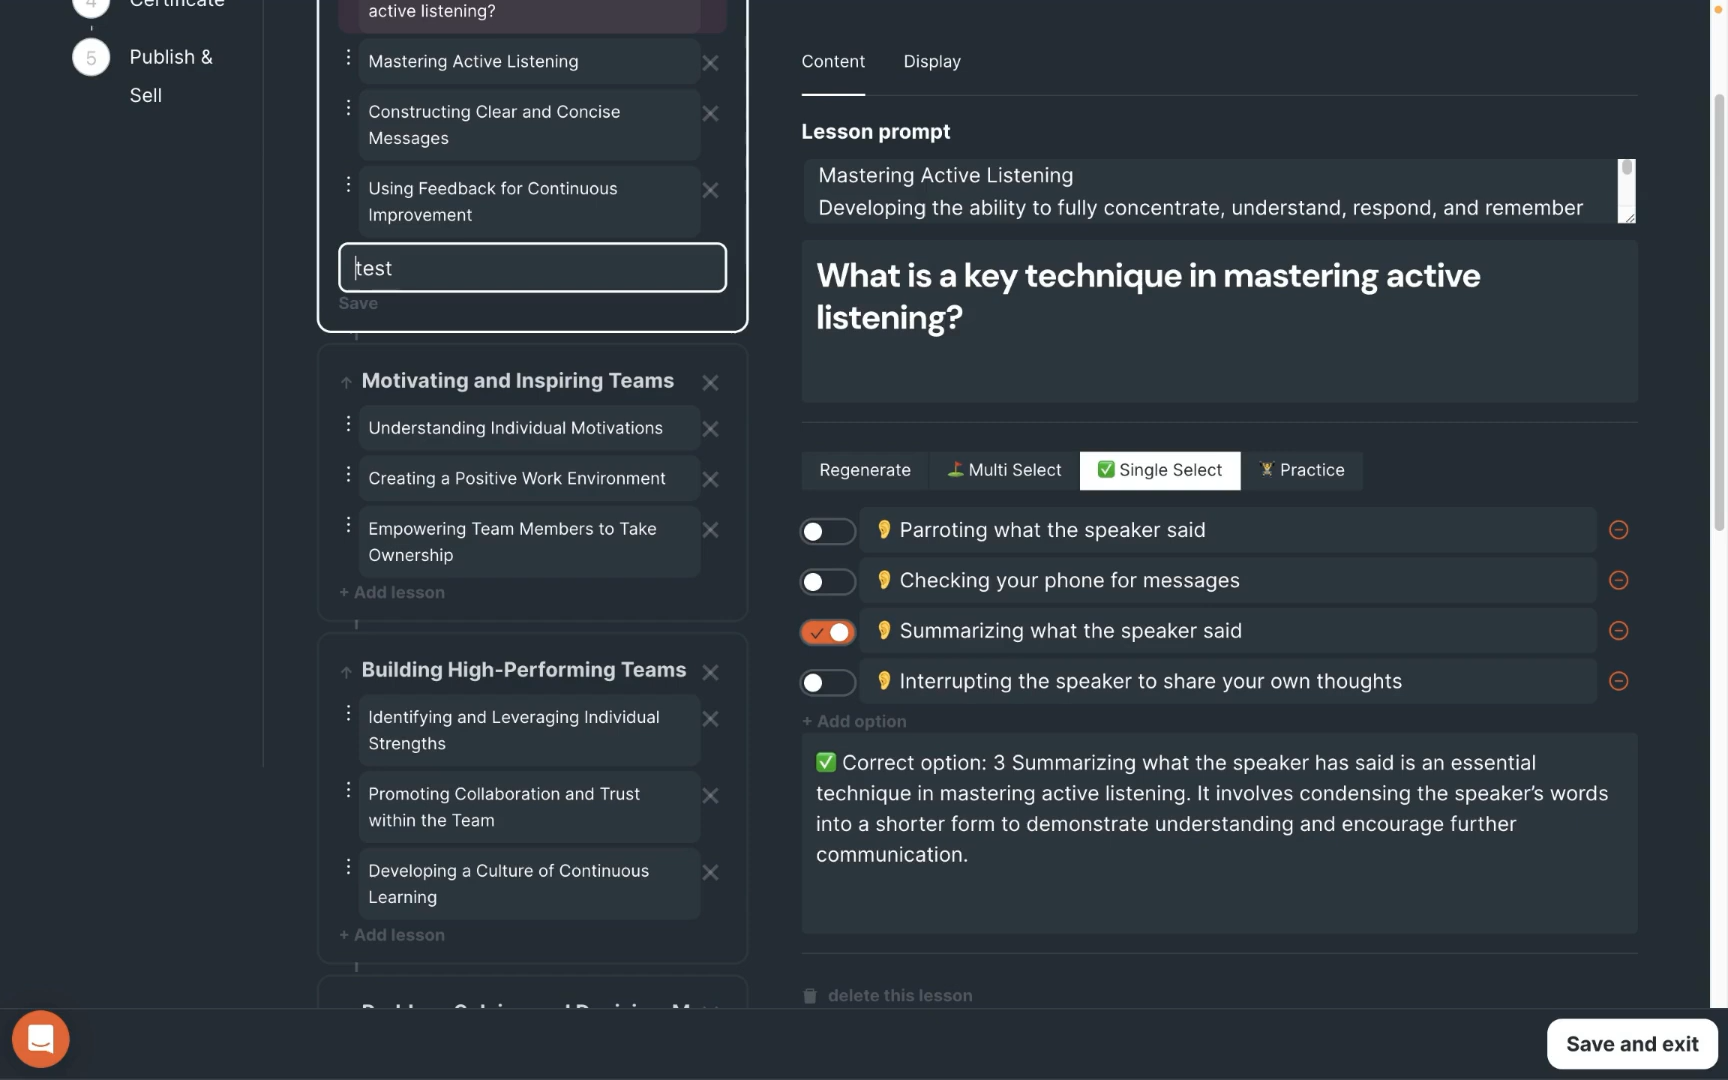 4
Certificate
5
Publish &
Sell
active listening?
Mastering Active Listening
Constructing Clear and Concise
Messages
Using Feedback for Continuous
Improvement
test
Save
Motivating and Inspiring Teams
Understanding Individual Motivations
Creating a Positive Work Environment
Empowering Team Members to Take
Ownership
+ Add lesson
Building High-Performing Teams
Identifying and Leveraging Individual
Strengths
Promoting Collaboration and Trust
within the Team
Developing a Culture of Continuous
Learning
+ Add lesson
Content Display
Lesson prompt
Mastering Active Listening
Developing the ability to fully concentrate, understand, respond, and remember
What is a key technique in mastering active
listening?
Regenerate Multi Select Single Select Practice
Parroting what the speaker said
Checking your phone for messages
Summarizing what the speaker said
Interrupting the speaker to share your own thoughts
+ Add option
✅ Correct option: 3 Summarizing what the speaker has said is an essential
technique in mastering active listening. It involves condensing the speaker’s words
into a shorter form to demonstrate understanding and encourage further
communication.
delete this lesson
Save and exit